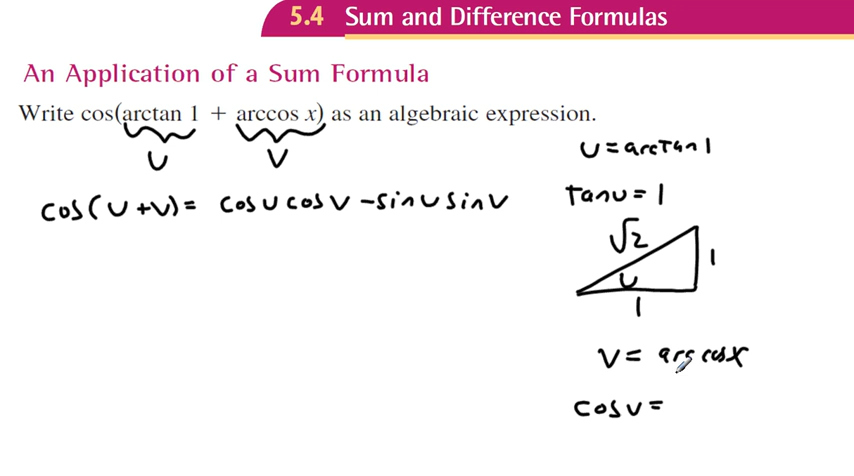 5.4 Sum and Difference Formulas
An Application of a Sum Formula
Write cos(arctan 1 + arccos x) as an algebraic expression.
U
V
U = arctan 1
cos(U+V) = cos U cos V - sin U sin V
tan U = 1
√2
1
U
1
V = arccos x
cos V =